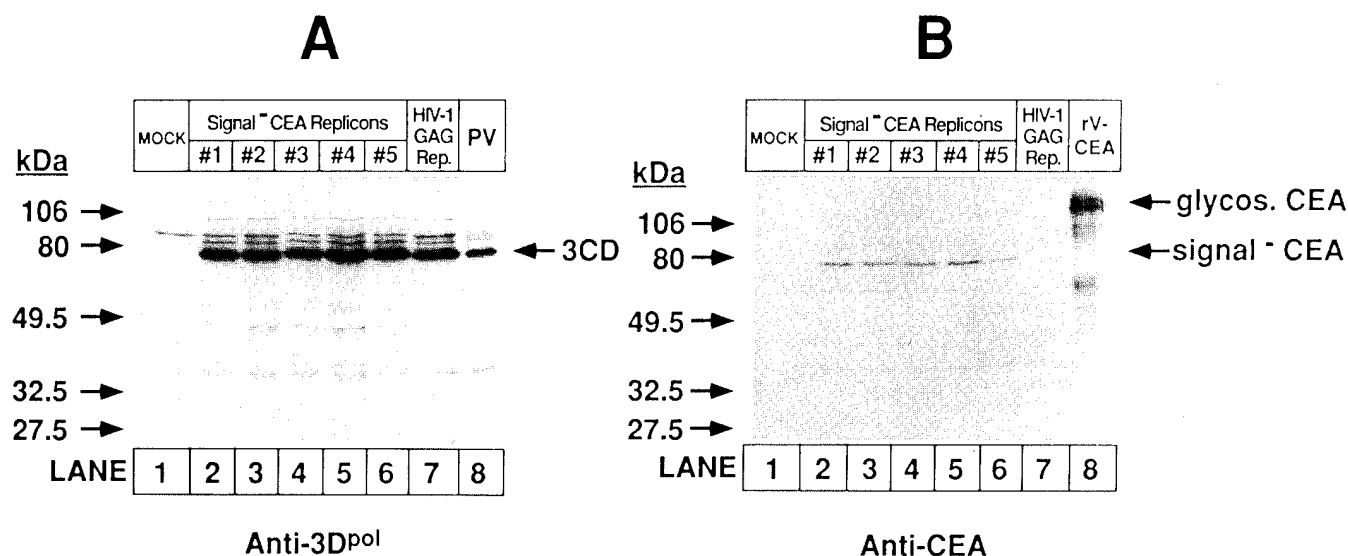 A
MOCK
Signal⁻ CEA Replicons
#1 #2 #3 #4 #5
HIV-1
GAG
Rep.
PV
kDa
106
80
49.5
32.5
27.5
3CD
LANE 1 2 3 4 5 6 7 8
Anti-3Dᵖᵒˡ
B
MOCK
Signal⁻ CEA Replicons
#1 #2 #3 #4 #5
HIV-1
GAG
Rep.
rV-
CEA
kDa
106
80
49.5
32.5
27.5
glycos. CEA
signal⁻ CEA
1 2 3 4 5 6 7 8
Anti-CEA